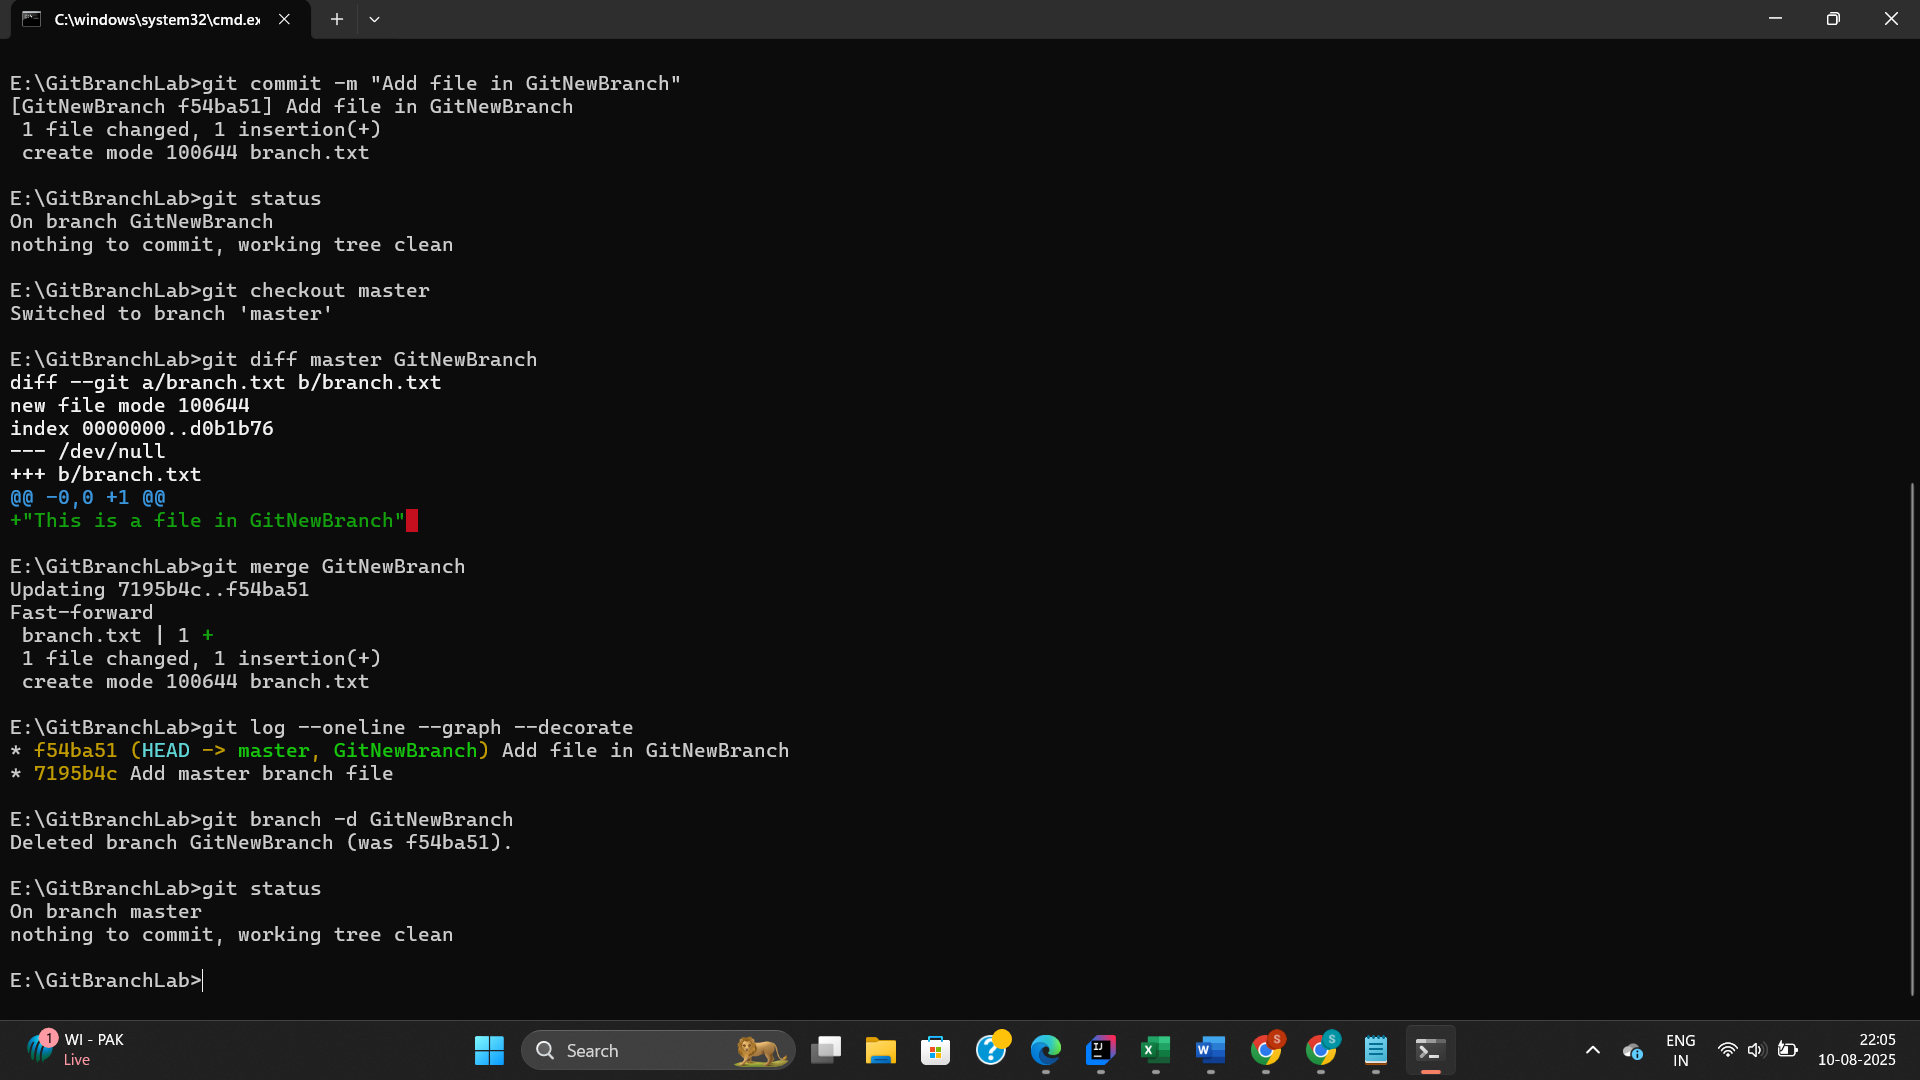 C:\windows\system32\cmd.ex
E:\GitBranchLab>git commit -m "Add file in GitNewBranch"
[GitNewBranch f54ba51] Add file in GitNewBranch
 1 file changed, 1 insertion(+)
 create mode 100644 branch.txt
E:\GitBranchLab>git status
On branch GitNewBranch
nothing to commit, working tree clean
E:\GitBranchLab>git checkout master
Switched to branch 'master'
E:\GitBranchLab>git diff master GitNewBranch
diff --git a/branch.txt b/branch.txt
new file mode 100644
index 0000000..d0b1b76
--- /dev/null
+++ b/branch.txt
@@ -0,0 +1 @@
+"This is a file in GitNewBranch"
E:\GitBranchLab>git merge GitNewBranch
Updating 7195b4c..f54ba51
Fast-forward
 branch.txt | 1 +
 1 file changed, 1 insertion(+)
 create mode 100644 branch.txt
E:\GitBranchLab>git log --oneline --graph --decorate
* f54ba51 (HEAD -> master, GitNewBranch) Add file in GitNewBranch
* 7195b4c Add master branch file
E:\GitBranchLab>git branch -d GitNewBranch
Deleted branch GitNewBranch (was f54ba51).
E:\GitBranchLab>git status
On branch master
nothing to commit, working tree clean
E:\GitBranchLab>
1
WI - PAK
Live
Search
S
S
ENG
IN
22:05
10-08-2025